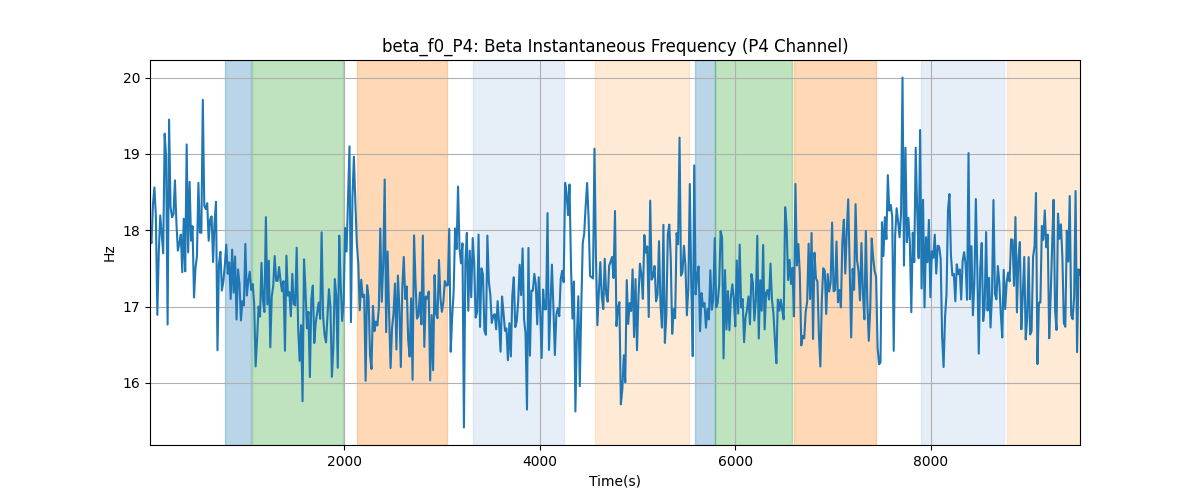 beta_f0_P4: Beta Instantaneous Frequency (P4 Channel)
20
19
18
17
16
Hz
2000 4000 6000 8000
Time(s)